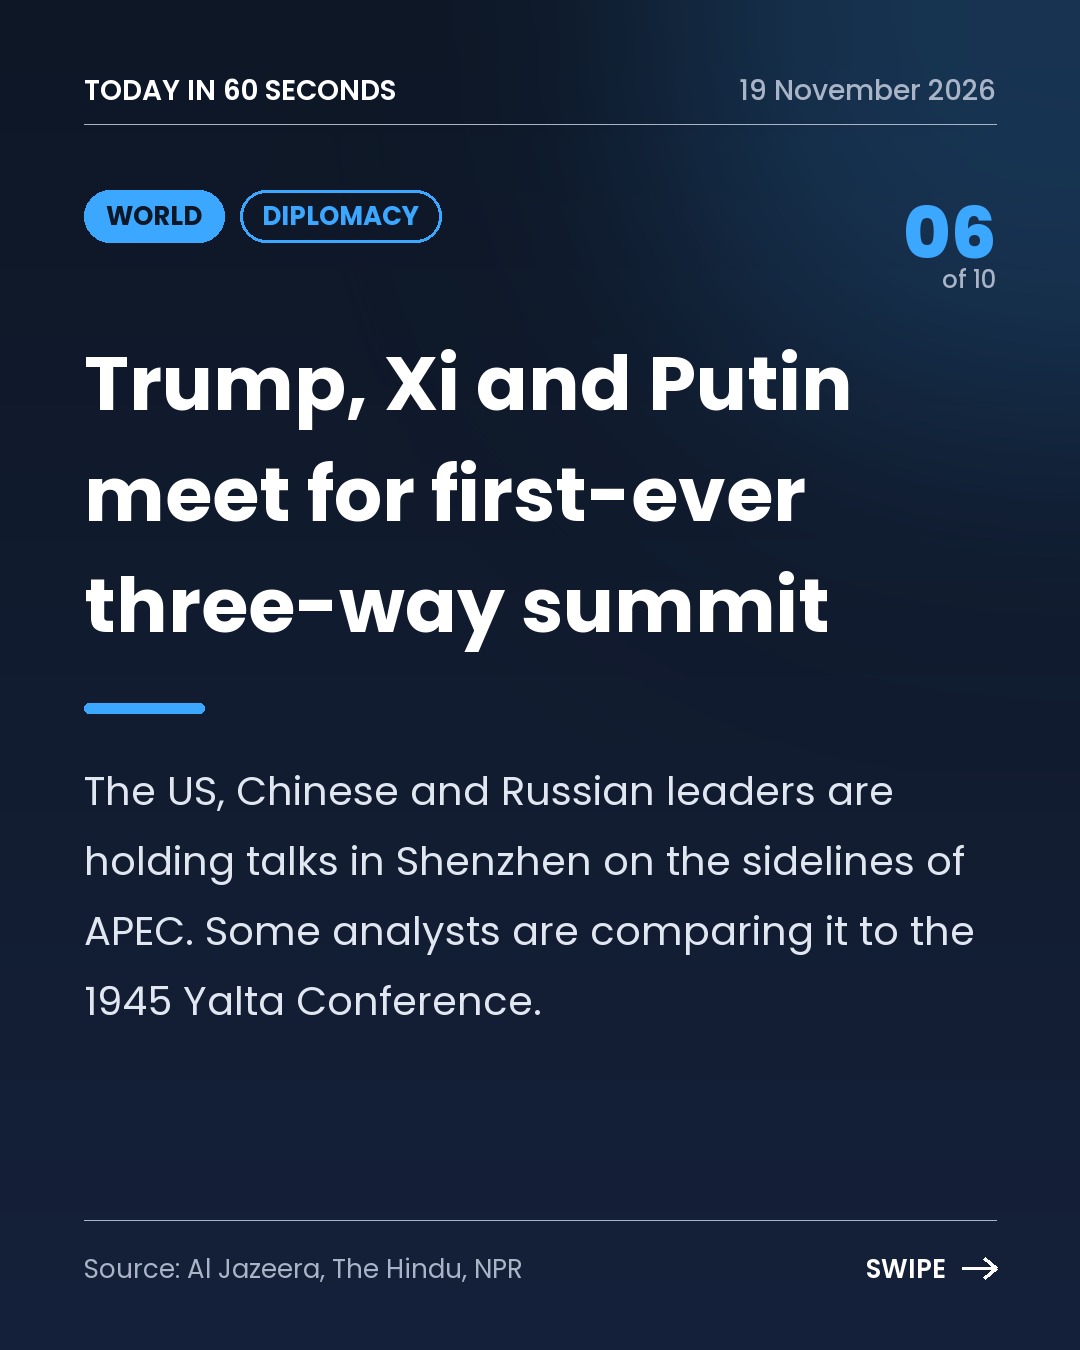 TODAY IN 60 SECONDS
19 November 2026
WORLD
DIPLOMACY
06
of 10
Trump, Xi and Putin
meet for first-ever
three-way summit
The US, Chinese and Russian leaders are
holding talks in Shenzhen on the sidelines of
APEC. Some analysts are comparing it to the
1945 Yalta Conference.
Source: Al Jazeera, The Hindu, NPR
SWIPE